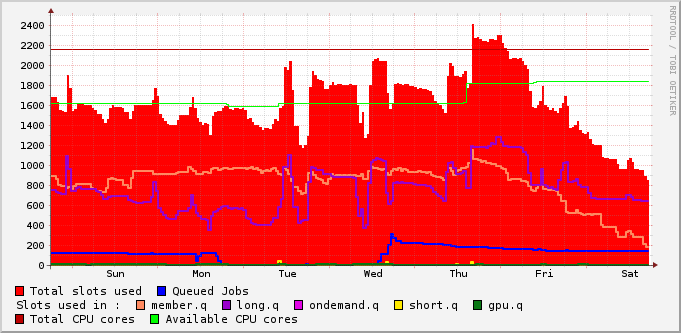 RRDTOOL / TOBI OETIKER
2400
2200
2000
1800
1600
1400
1200
1000
800
600
400
200
0
Sun Mon Tue Wed Thu Fri Sat
Total slots used Queued Jobs
Slots used in : member.q long.q ondemand.q short.q gpu.q
Total CPU cores Available CPU cores